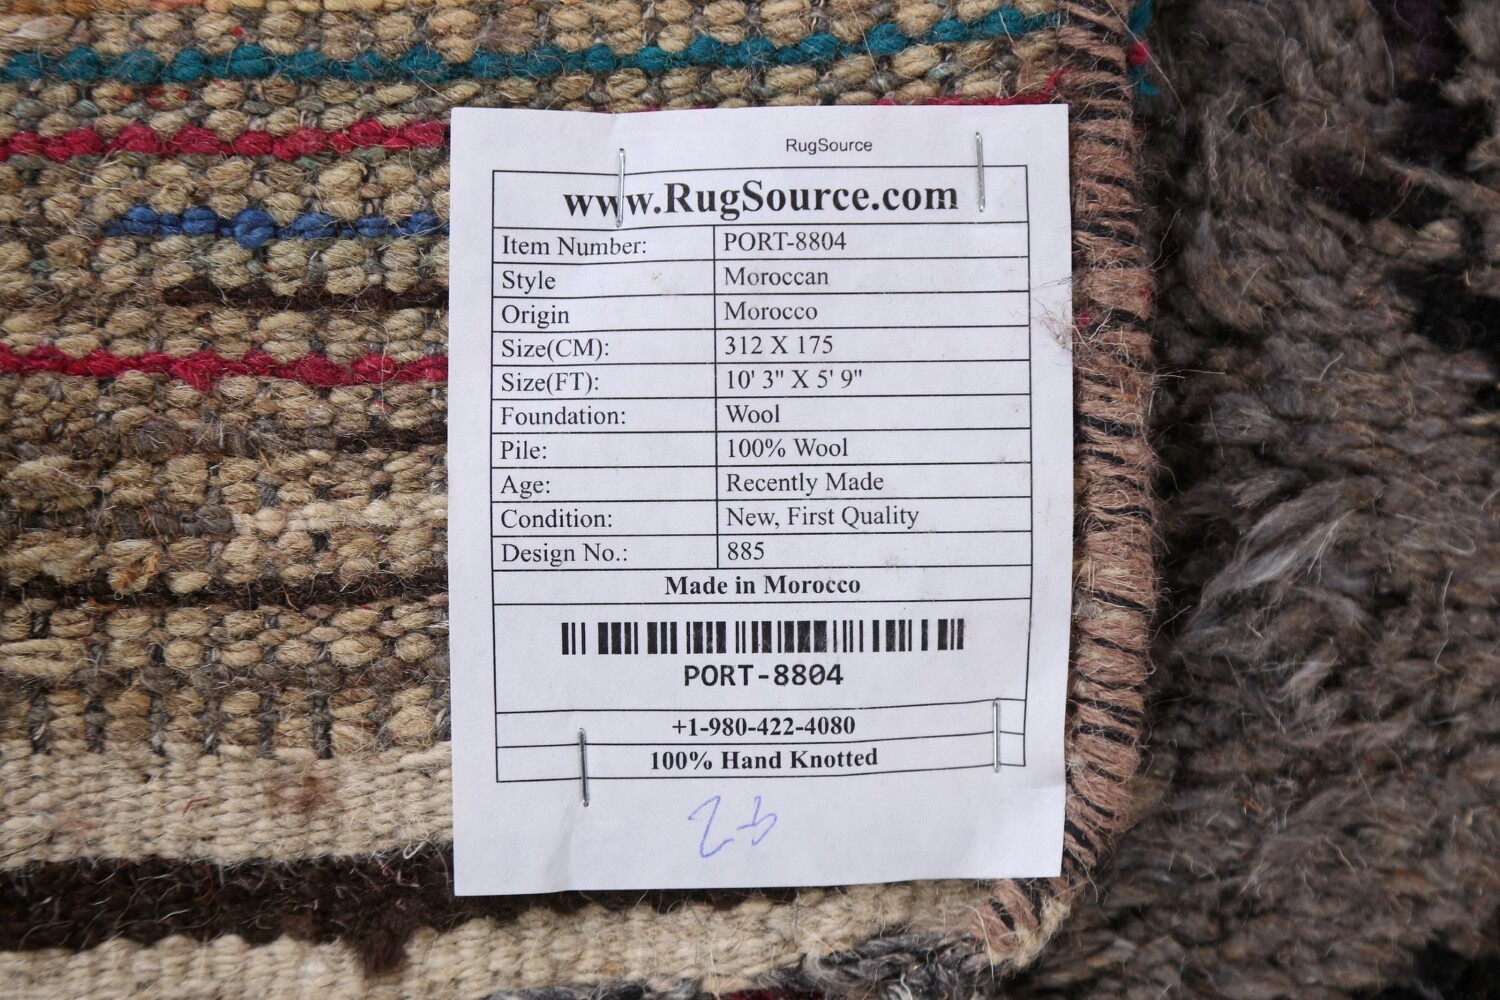 RugSource
www.RugSource.com
Item Number: PORT-8804
Style Moroccan
Origin Morocco
Size(CM): 312 X 175
Size(FT): 10' 3" X 5' 9"
Foundation: Wool
Pile: 100% Wool
Age: Recently Made
Condition: New, First Quality
Design No.: 885
Made in Morocco
PORT-8804
+1-980-422-4080
100% Hand Knotted